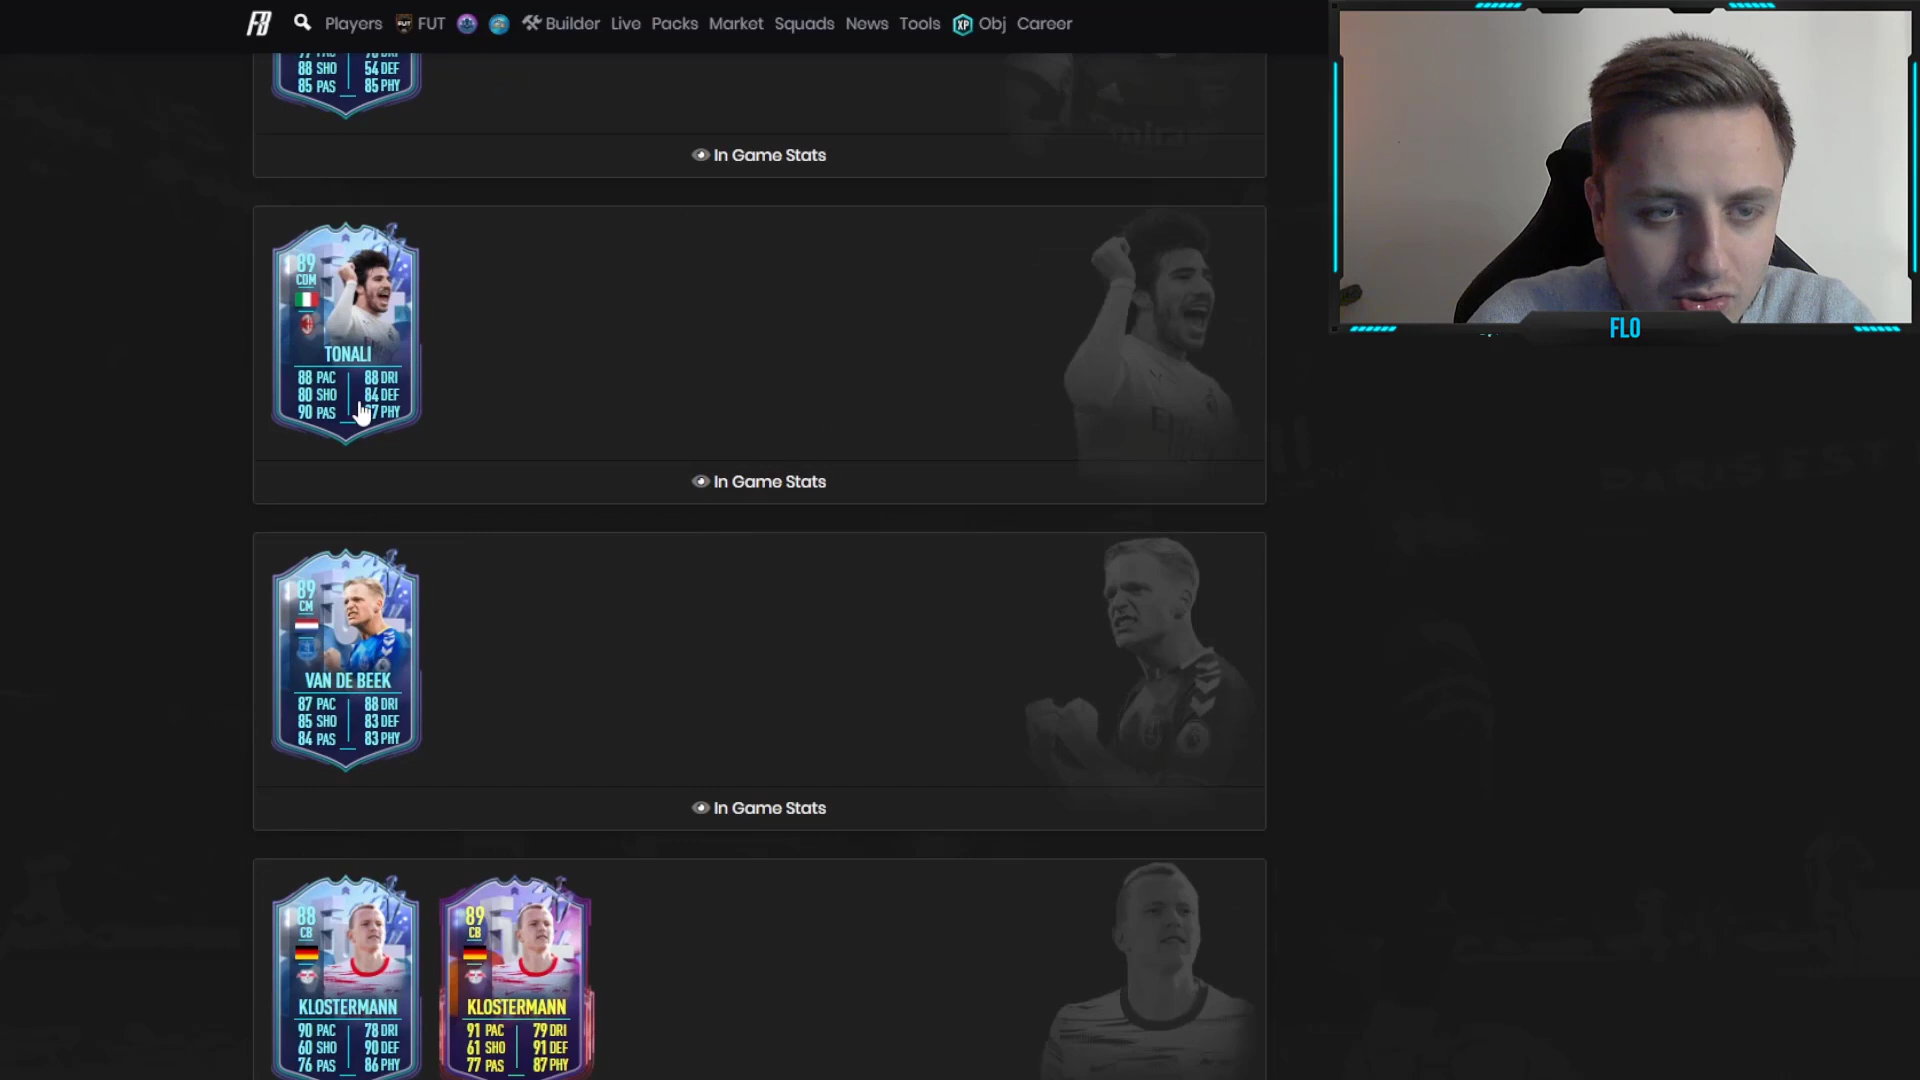 Players FUT Builder Live Packs Market Squads News Tools XP Obj Career
88 SHO 54 DEF
85 PAS 85 PHY
In Game Stats
89
CDM
TONALI
88 PAC 88 DRI
80 SHO 84 DEF
90 PAS PHY
In Game Stats
89
CM
VAN DE BEEK
87 PAC 88 DRI
85 SHO 83 DEF
84 PAS 83 PHY
In Game Stats
88
CB
KLOSTERMANN
90 PAC 78 DRI
60 SHO 90 DEF
76 PAS 86 PHY
89
CB
KLOSTERMANN
91 PAC 79 DRI
61 SHO 91 DEF
77 PAS 87 PHY
FLO